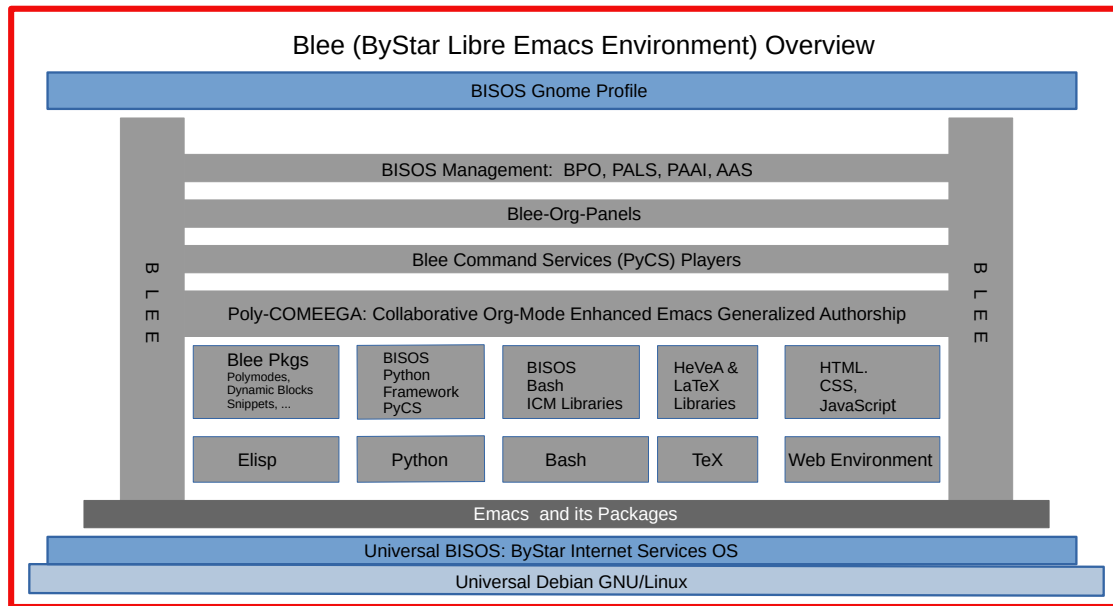 Blee (ByStar Libre Emacs Environment) Overview
BISOS Gnome Profile
BISOS Management:  BPO, PALS, PAAI, AAS
Blee-Org-Panels
Blee Command Services (PyCS) Players
B L E E
B L E E
Poly-COMEEGA: Collaborative Org-Mode Enhanced Emacs Generalized Authorship
Blee Pkgs
Polymodes,
Dynamic Blocks
Snippets, ...
BISOS
Python
Framework
PyCS
BISOS
Bash
ICM Libraries
HeVeA &
LaTeX
Libraries
HTML.
CSS,
JavaScript
Elisp
Python
Bash
TeX
Web Environment
Emacs  and its Packages
Universal BISOS: ByStar Internet Services OS
Universal Debian GNU/Linux